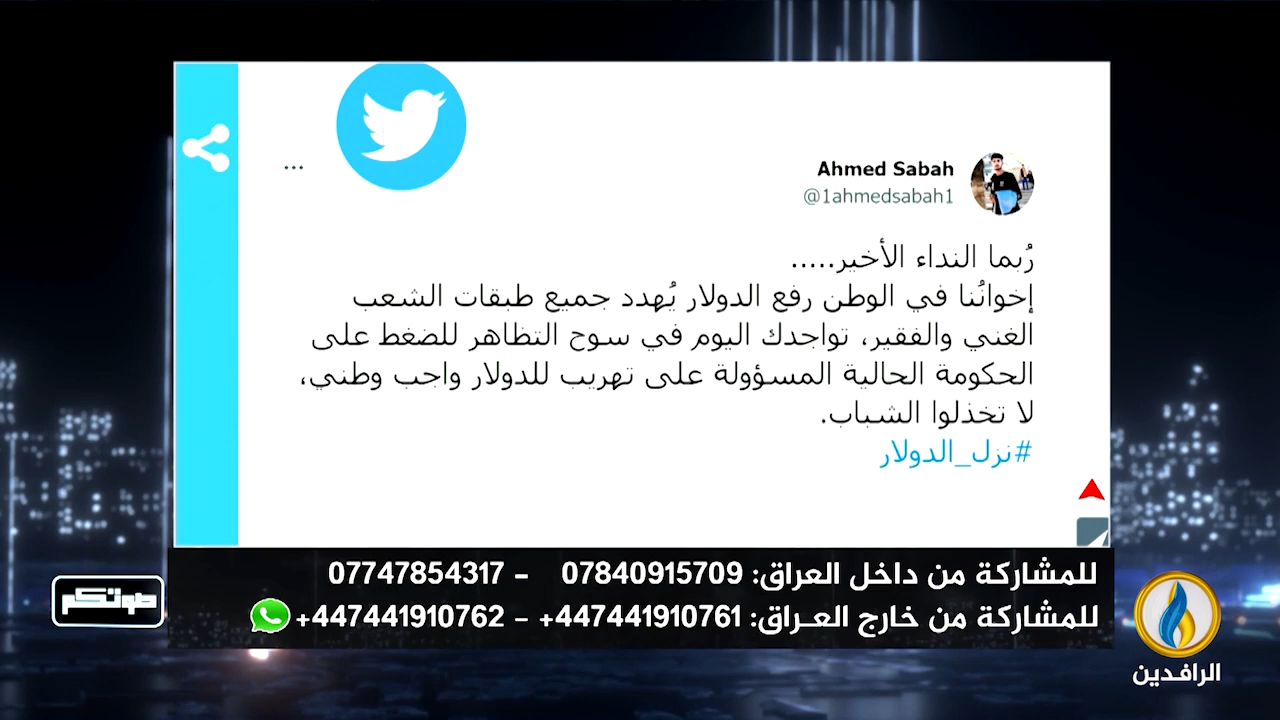 Ahmed Sabah
@1ahmedsabah1
...
رُبما النداء الأخير.....
إخوانُنا في الوطن رفع الدولار يُهدد جميع طبقات الشعب
الغني والفقير، تواجدك اليوم في سوح التظاهر للضغط على
الحكومة الحالية المسؤولة على تهريب للدولار واجب وطني،
لا تخذلوا الشباب.
#نزل_الدولار
للمشاركة من داخل العراق: 07840915709 - 07747854317
للمشاركة من خارج العـراق: 447441910761+ - 447441910762+
صوتكم
الرافدين